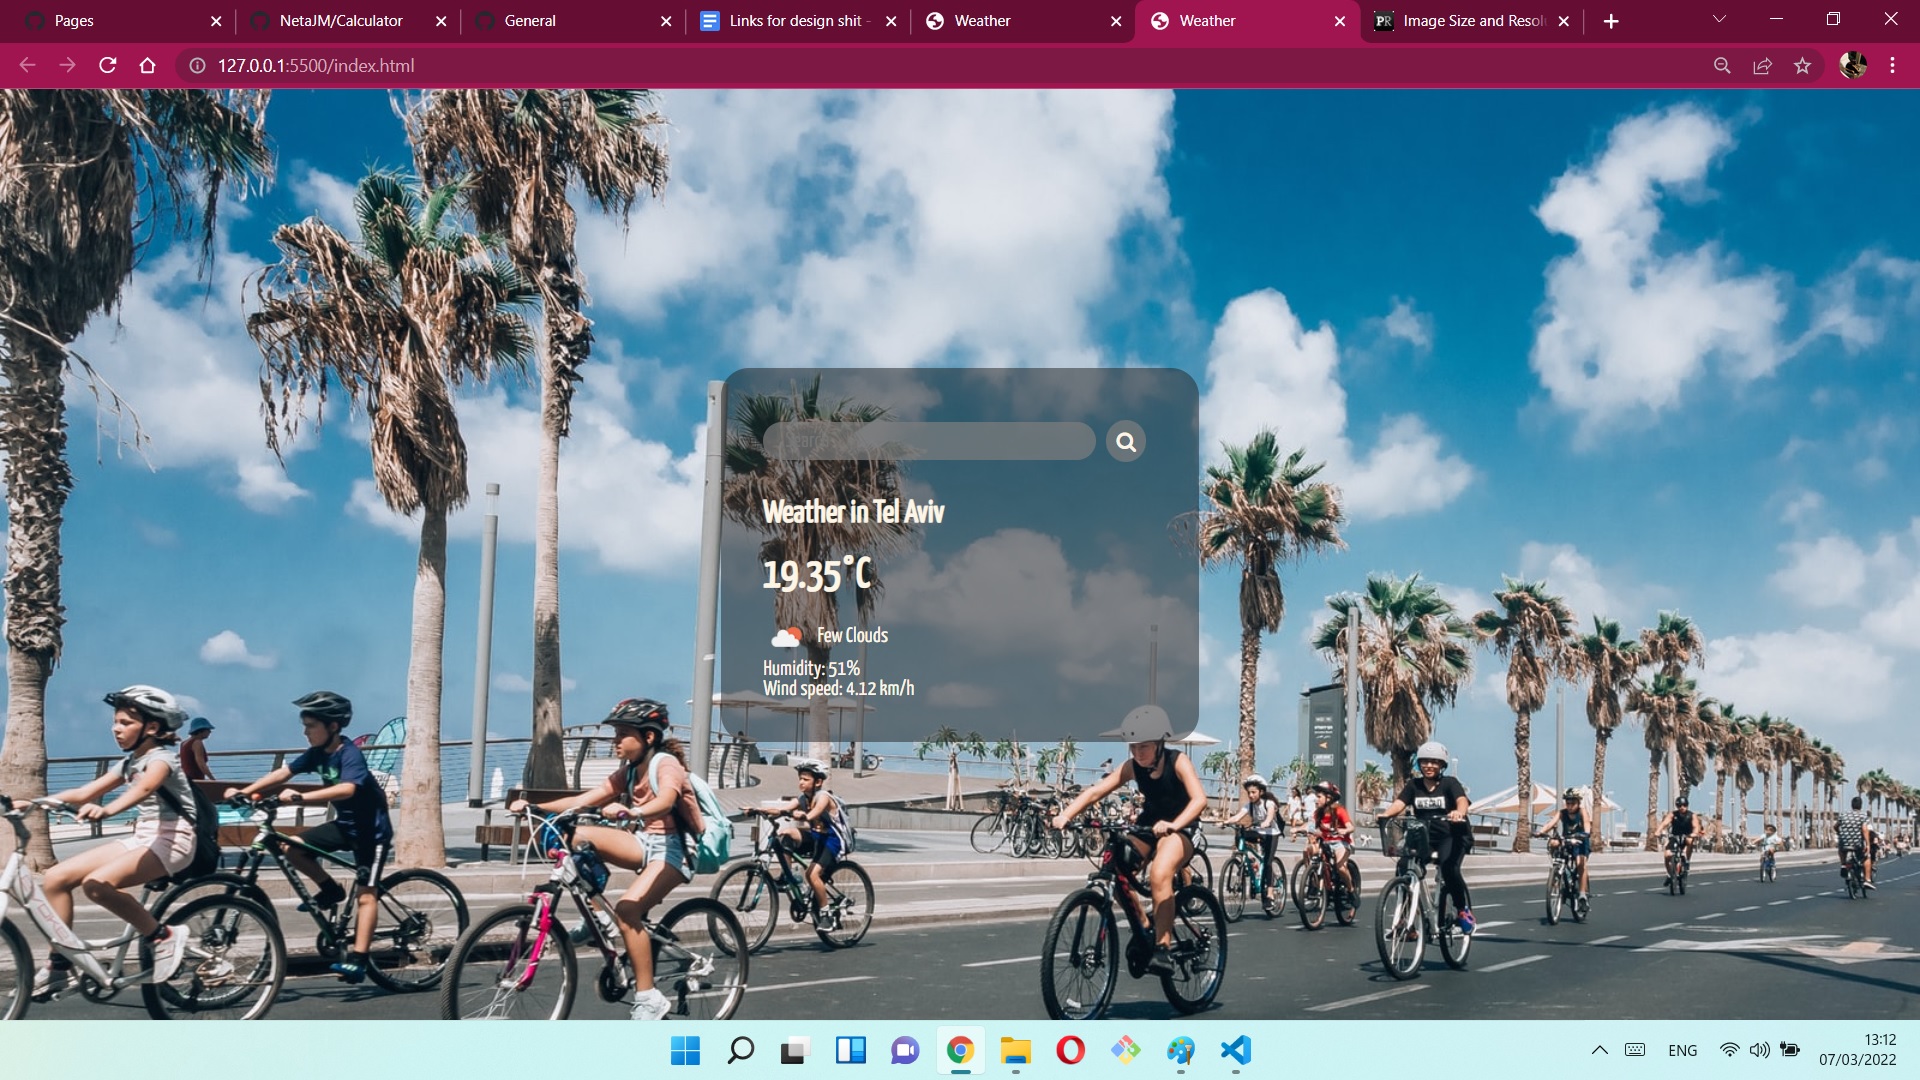 Pages
NetaJM/Calculator
General
Links for design shit -
Weather
Weather
Image Size and Resol
127.0.0.1:5500/index.html
Search
Weather in Tel Aviv
19.35°C
Few Clouds
Humidity: 51%
Wind speed: 4.12 km/h
ENG
13:12
07/03/2022